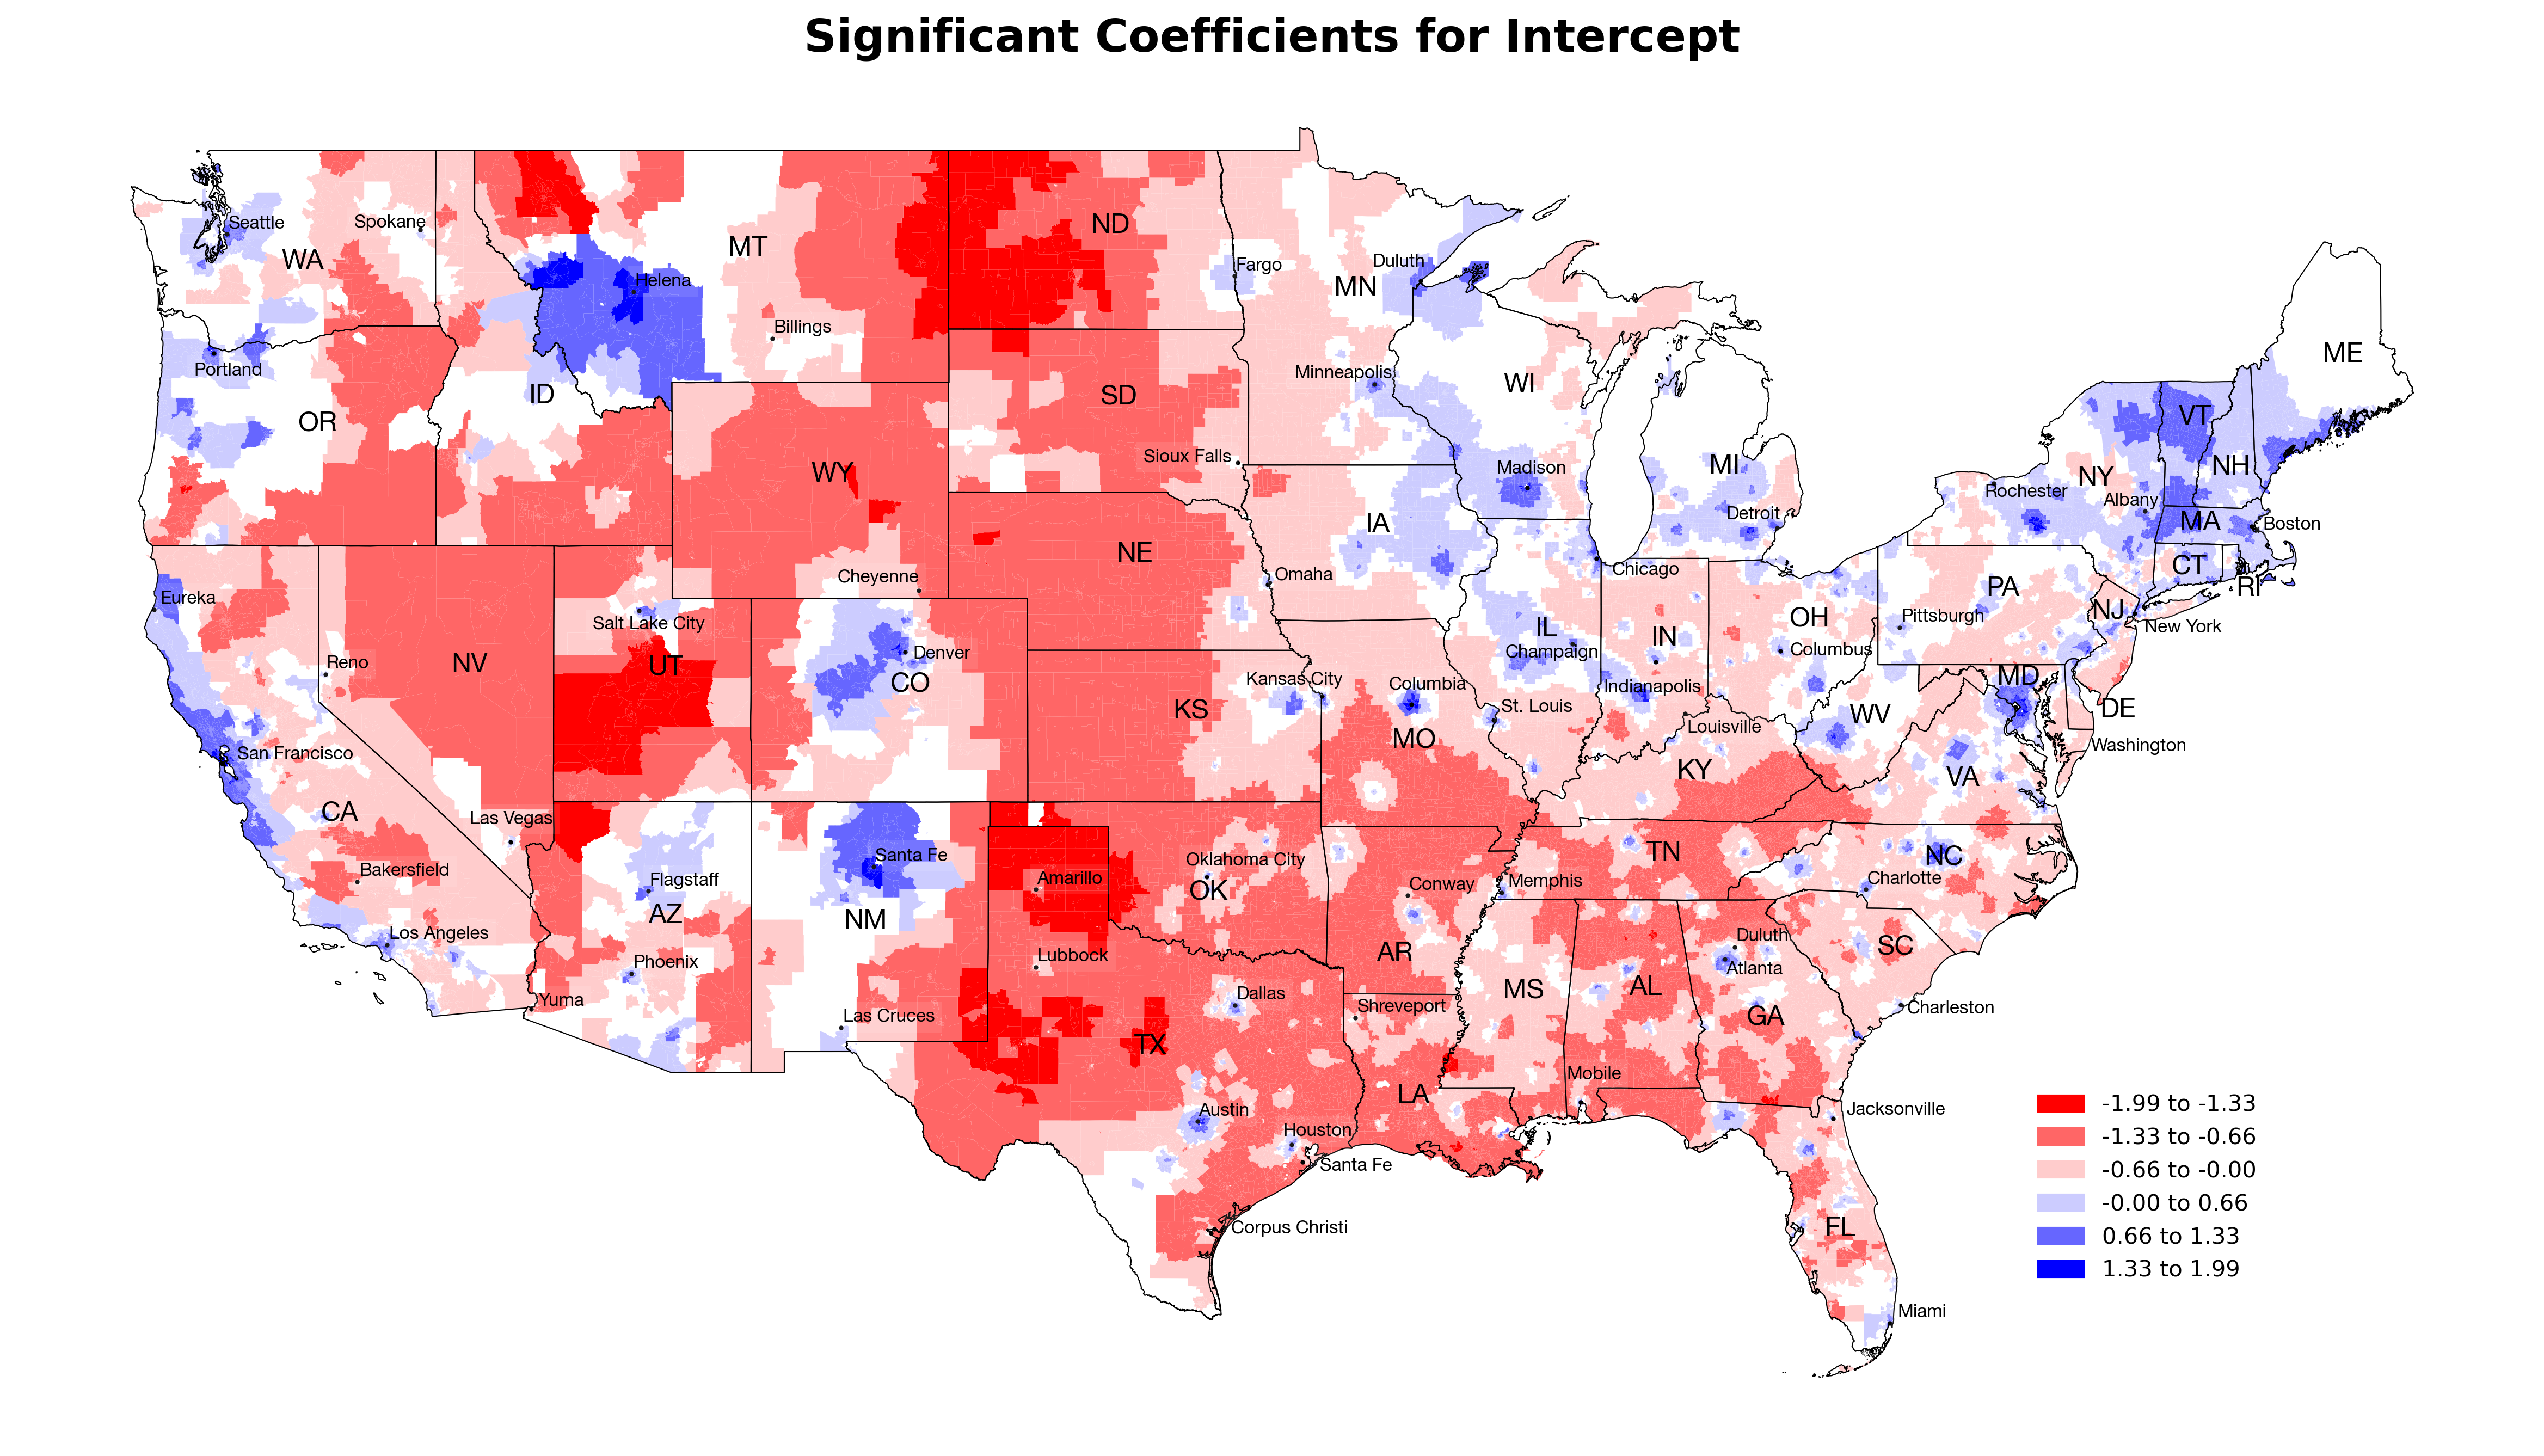 Significant Coefficients for Intercept
Seattle
Spokane
WA
MT
ND
Helena
Fargo
Duluth
MN
Billings
Portland
Minneapolis
ME
ID
OR
SD
WI
VT
WY
Sioux Falls
Madison
MI
NH
NY
Rochester
Albany
Detroit
IA
MA
Boston
NE
CT
Cheyenne
Omaha
Chicago
RI
PA
Eureka
Salt Lake City
NJ
OH
Pittsburgh
New York
IL
IN
Champaign
Columbus
Denver
Reno
NV
UT
CO
MD
Kansas City
Columbia
Indianapolis
St. Louis
KS
WV
DE
Louisville
MO
Washington
San Francisco
KY
VA
CA
Las Vegas
Santa Fe
Oklahoma City
TN
NC
Bakersfield
Flagstaff
Amarillo
OK
Conway
Memphis
Charlotte
AZ
NM
Los Angeles
Duluth
SC
AR
Phoenix
Lubbock
Atlanta
Yuma
Dallas
MS
AL
Las Cruces
Shreveport
Charleston
GA
TX
Mobile
LA
Austin
Jacksonville
Houston
Santa Fe
Corpus Christi
FL
Miami
-1.99 to -1.33
-1.33 to -0.66
-0.66 to -0.00
-0.00 to 0.66
0.66 to 1.33
1.33 to 1.99